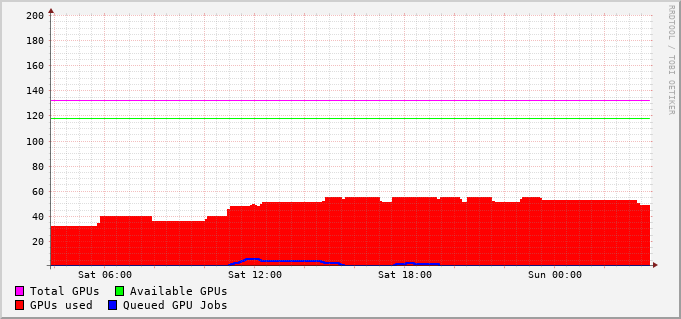 200
180
160
140
120
100
80
60
40
20
Sat 06:00 Sat 12:00 Sat 18:00 Sun 00:00
Total GPUs Available GPUs
GPUs used Queued GPU Jobs
RRDTOOL / TOBI OETIKER